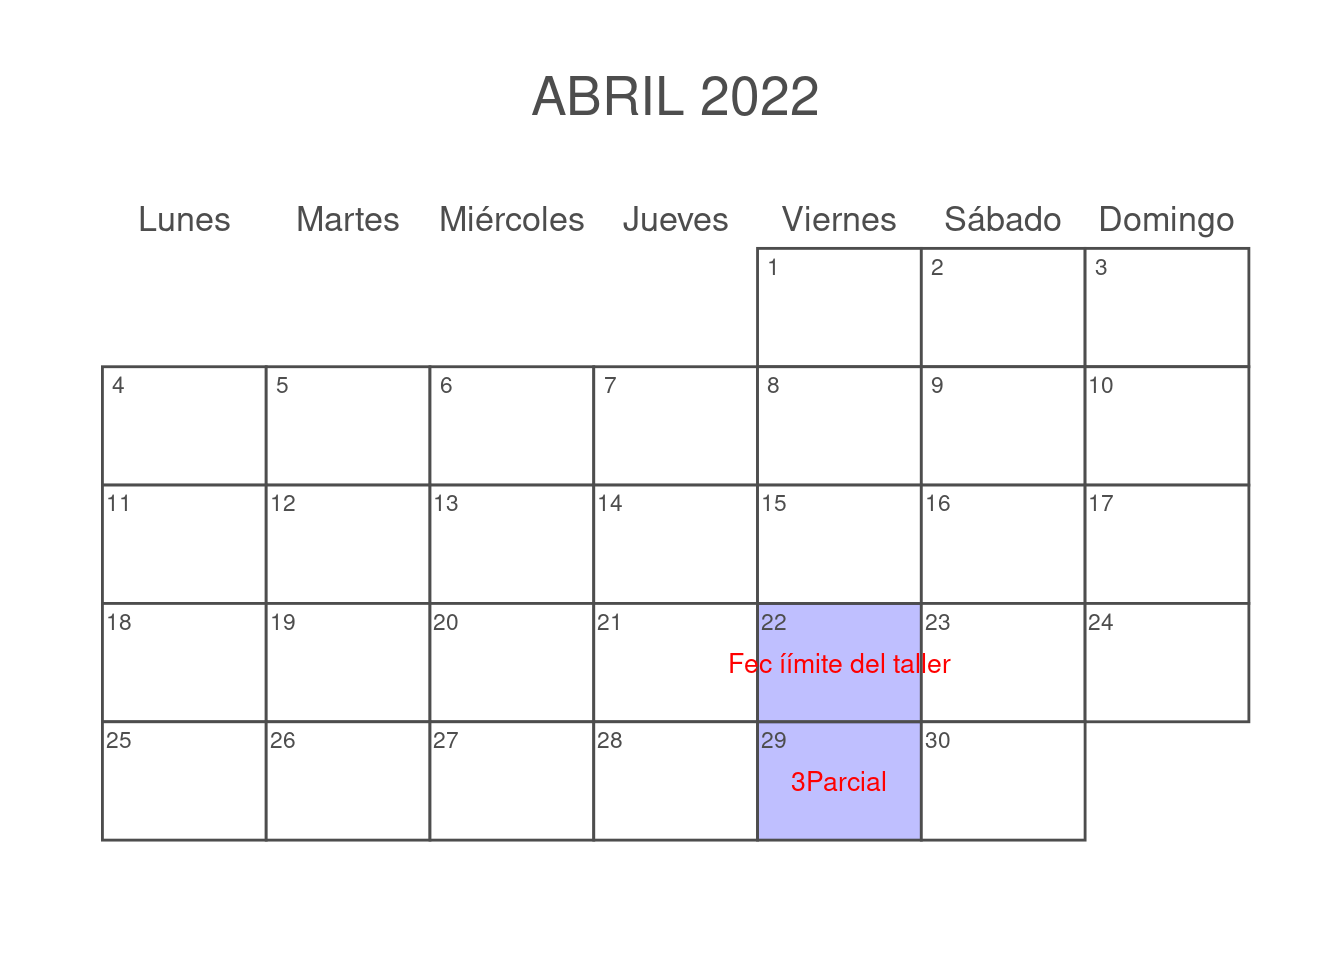 ABRIL 2022
Lunes Martes Miércoles Jueves Viernes Sábado Domingo
1 2 3
4 5 6 7 8 9 10
11 12 13 14 15 16 17
18 19 20 21 22 23 24
Fec íímite del taller
25 26 27 28 29 30
3Parcial